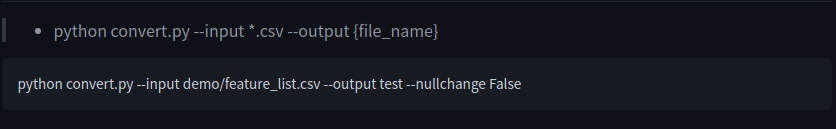 python convert.py --input *.csv --output {file_name}
python convert.py --input demo/feature_list.csv --output test --nullchange False